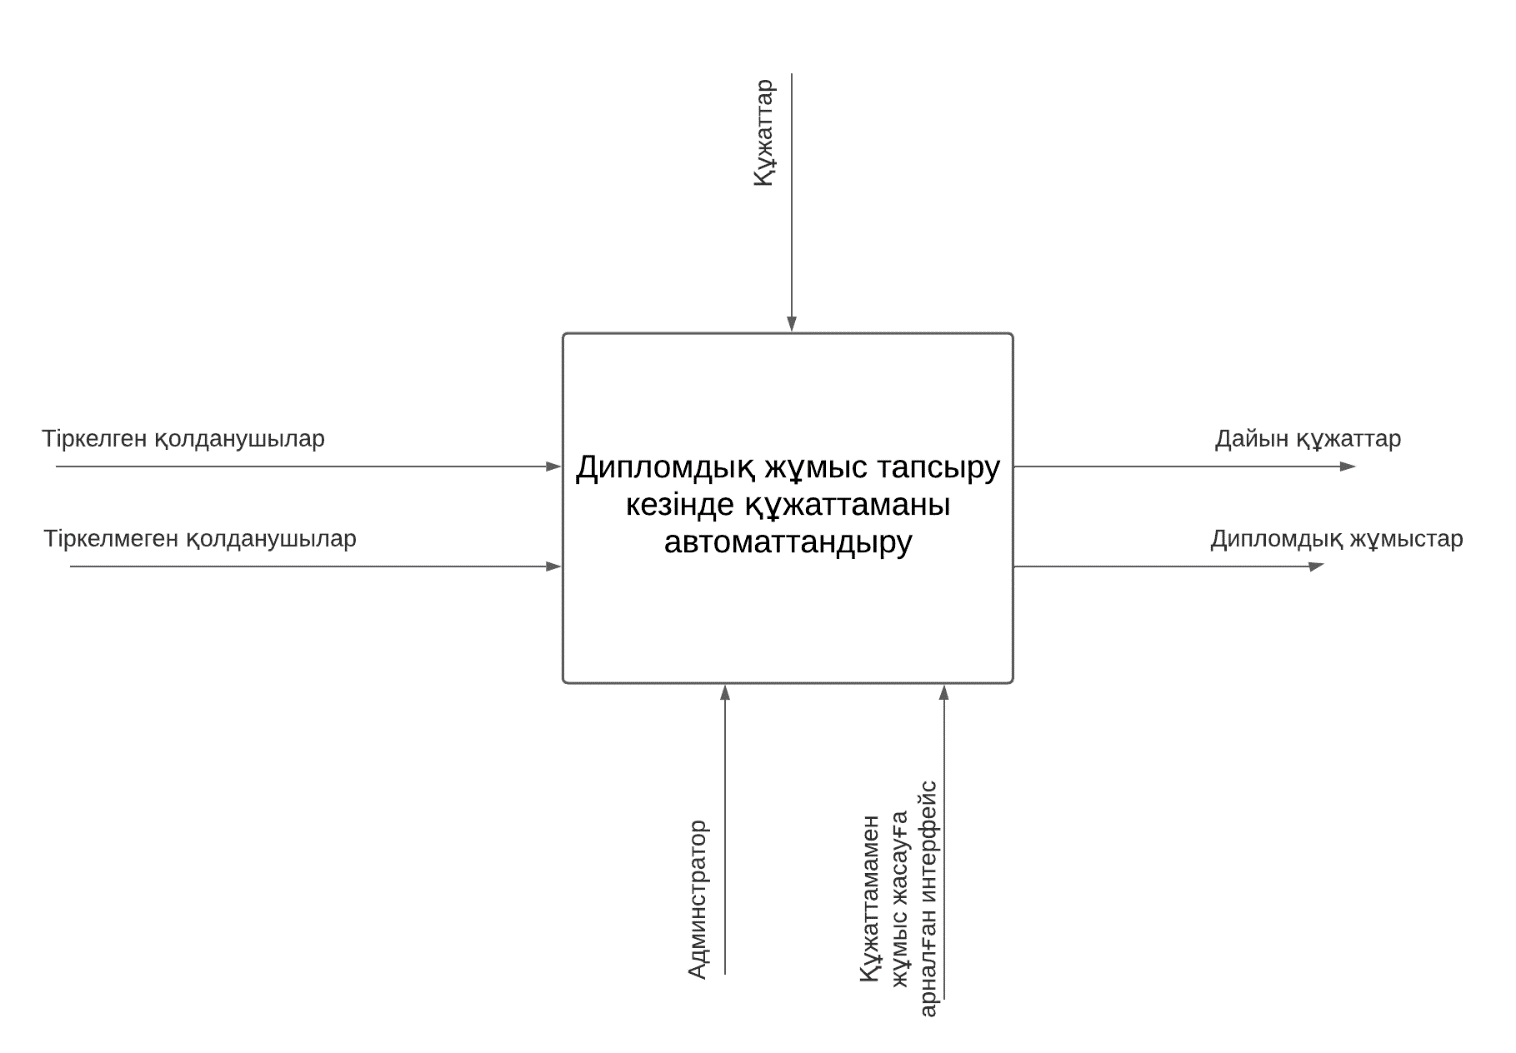 Құжаттар
Тіркелген қолданушылар
Дайын құжаттар
Дипломдық жұмыс тапсыру
кезінде құжаттаманы
автоматтандыру
Тіркелмеген қолданушылар
Дипломдық жұмыстар
Админстратор
Құжаттамамен
жұмыс жасауға
арналған интерфейс